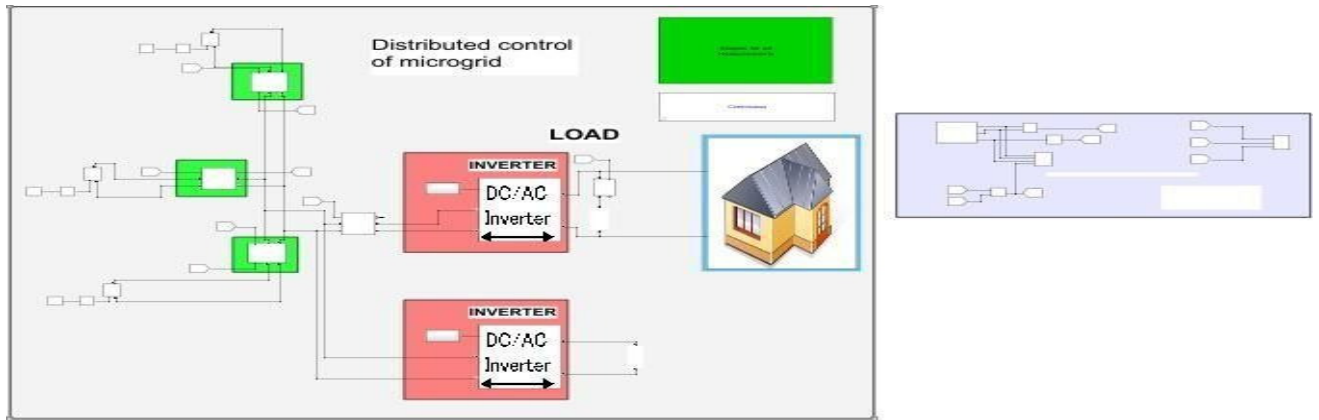 Distributed control
of microgrid
LOAD
INVERTER
DC/AC
Inverter
INVERTER
DC/AC
Inverter